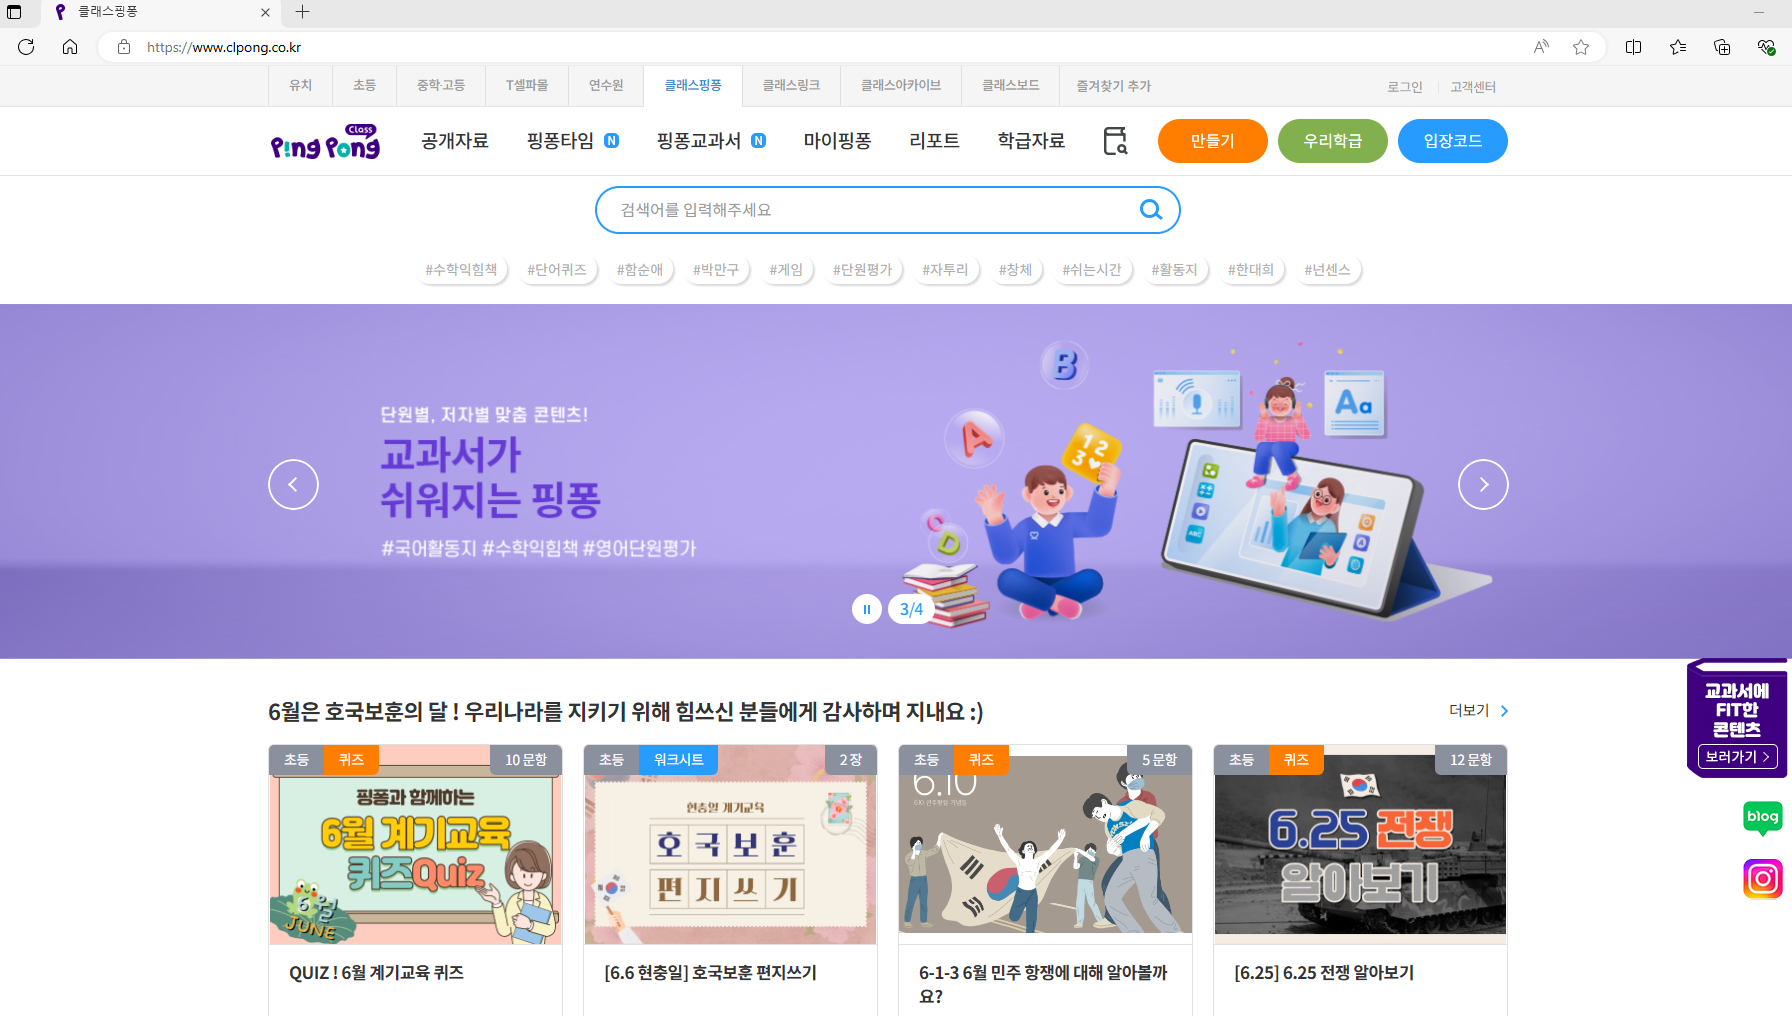 클래스핑퐁
https://www.clpong.co.kr
유치 초등 중학·고등 T셀파몰 연수원 클래스핑퐁 클래스링크 클래스아카이브 클래스보드 즐겨찾기 추가 로그인 고객센터
Class
Ping Pong
공개자료 핑퐁타임 N 핑퐁교과서 N 마이핑퐁 리포트 학급자료 만들기 우리학급 입장코드
검색어를 입력해주세요
#수학익힘책 #단어퀴즈 #함순애 #박만구 #게임 #단원평가 #자투리 #창체 #쉬는시간 #활동지 #한대희 #넌센스
단원별, 저자별 맞춤 콘텐츠!
교과서가
쉬워지는 핑퐁
#국어활동지 #수학익힘책 #영어단원평가
B
A
1 2
3
C
D
Aa
ABC
A
3/4
교과서에
FIT한
콘텐츠
보러가기
blog
6월은 호국보훈의 달 ! 우리나라를 지키기 위해 힘쓰신 분들에게 감사하며 지내요 :)
더보기
초등 퀴즈 10 문항
핑퐁과 함께하는
6월 계기교육
퀴즈Quiz
6월
JUNE
QUIZ ! 6월 계기교육 퀴즈
초등 워크시트 2 장
현충일 계기교육
호국보훈
편지쓰기
[6.6 현충일] 호국보훈 편지쓰기
초등 퀴즈 5 문항
6.10
6.10 민주항쟁 기념일
6-1-3 6월 민주 항쟁에 대해 알아볼까
요?
초등 퀴즈 12 문항
6.25 전쟁
알아보기
[6.25] 6.25 전쟁 알아보기